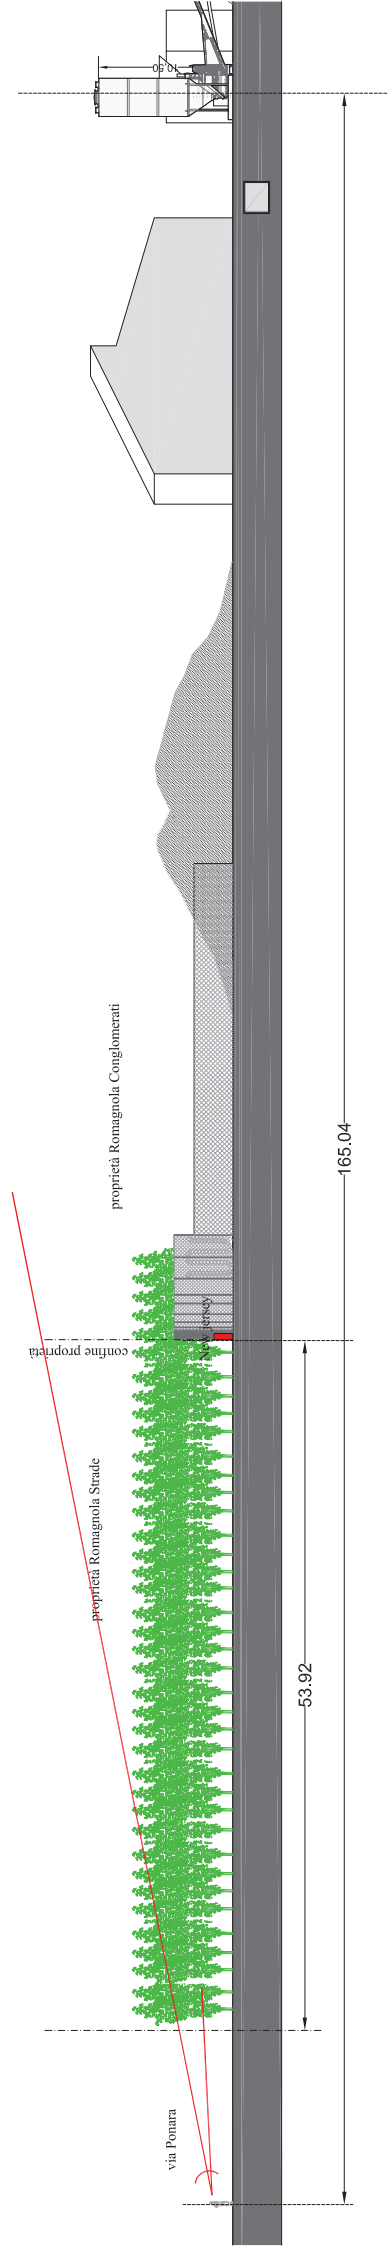 10,50
proprietà Romagnola Conglomerati
165.04
New jersey
confine proprietà
proprietà Romagnola Strade
53.92
via Ponara